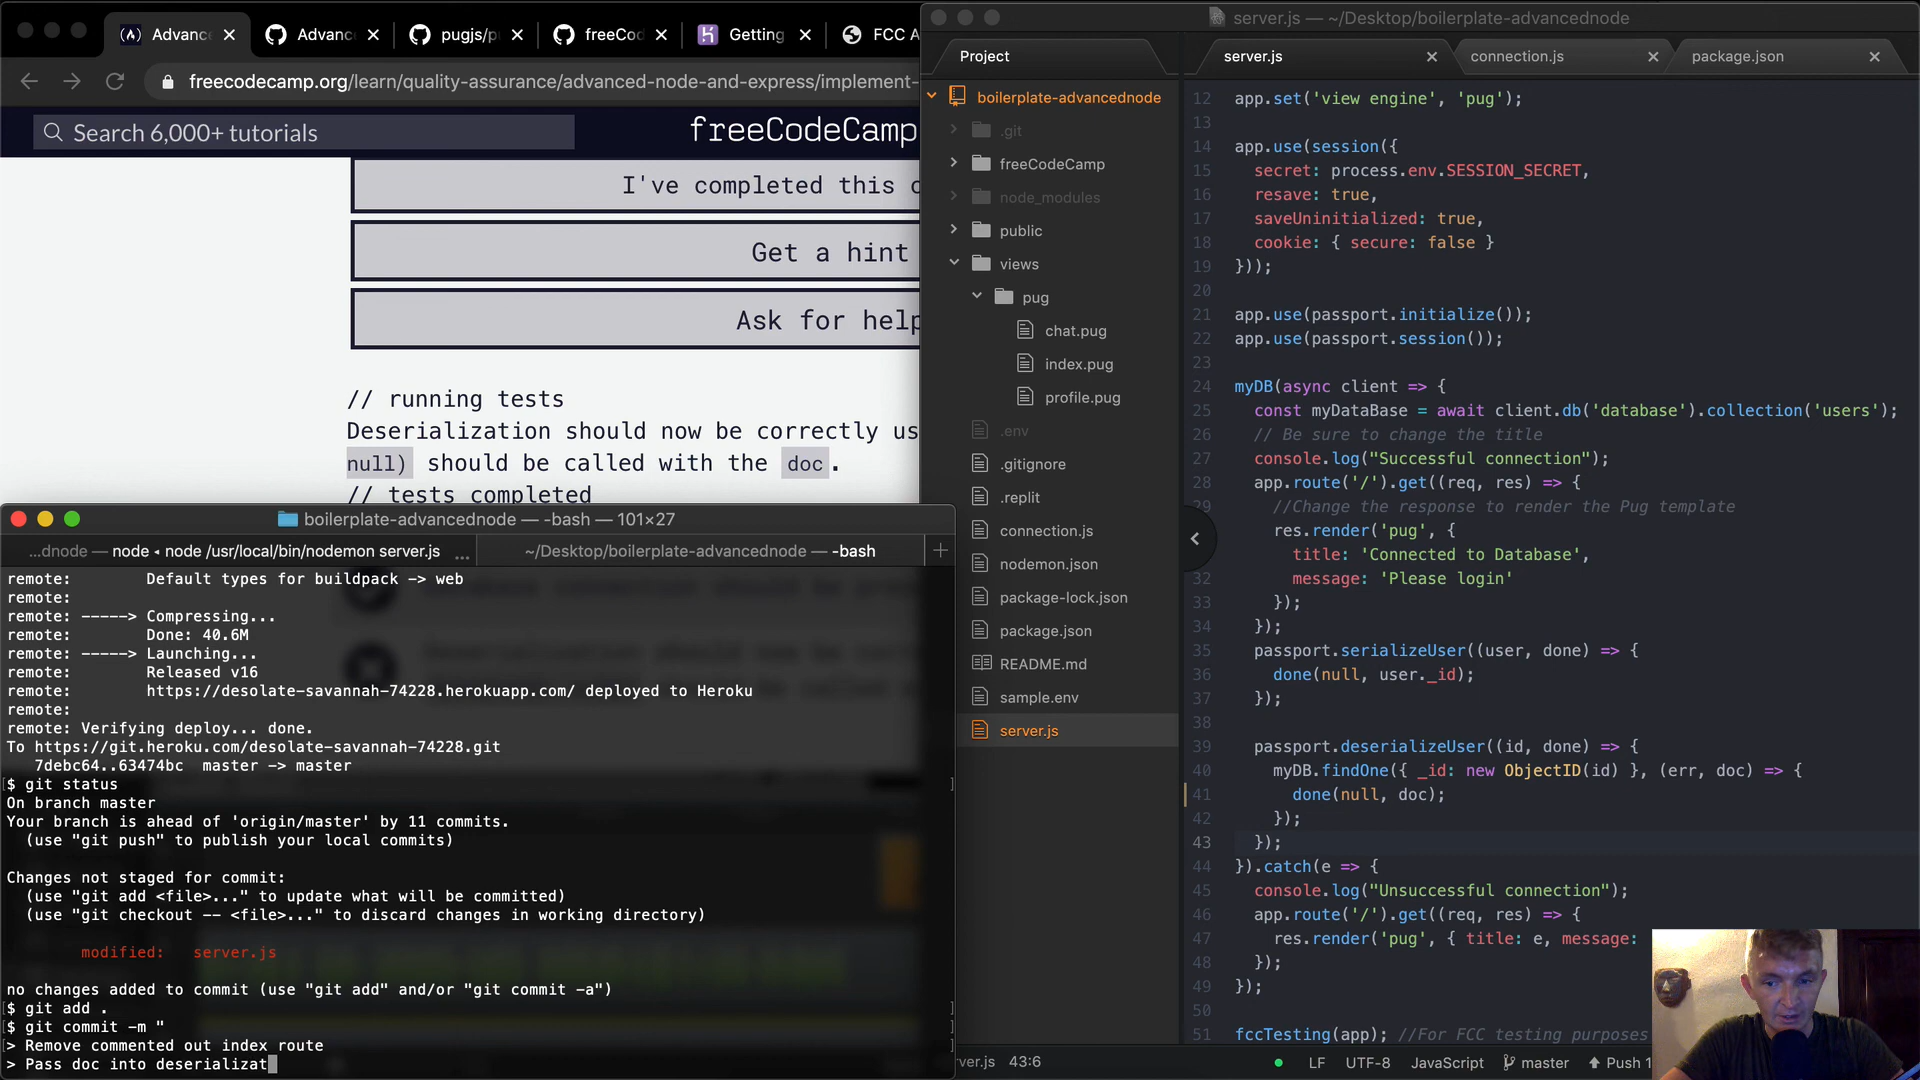 Advanc
Advanc
pugjs/p
freeCod
Getting
FCC A
freecodecamp.org/learn/quality-assurance/advanced-node-and-express/implement-
Search 6,000+ tutorials
freeCodeCamp
I've completed this c
Get a hint
Ask for help
// running tests
Deserialization should now be correctly us
null) should be called with the doc.
// tests completed
boilerplate-advancednode — -bash — 101×27
...dnode — node ◂ node /usr/local/bin/nodemon server.js ...
~/Desktop/boilerplate-advancednode — -bash
remote:        Default types for buildpack -> web
remote:
remote: -----> Compressing...
remote:        Done: 40.6M
remote: -----> Launching...
remote:        Released v16
remote:        https://desolate-savannah-74228.herokuapp.com/ deployed to Heroku
remote:
remote: Verifying deploy... done.
To https://git.heroku.com/desolate-savannah-74228.git
   7debc64..63474bc  master -> master
[$ git status ]
On branch master
Your branch is ahead of 'origin/master' by 11 commits.
  (use "git push" to publish your local commits)
Changes not staged for commit:
  (use "git add <file>..." to update what will be committed)
  (use "git checkout -- <file>..." to discard changes in working directory)
        modified:   server.js
no changes added to commit (use "git add" and/or "git commit -a")
[$ git add . ]
[$ git commit -m " ]
[> Remove commented out index route ]
> Pass doc into deserializat
server.js — ~/Desktop/boilerplate-advancednode
Project
boilerplate-advancednode
.git
freeCodeCamp
node_modules
public
views
pug
chat.pug
index.pug
profile.pug
.env
.gitignore
.replit
connection.js
nodemon.json
package-lock.json
package.json
README.md
sample.env
server.js
server.js
connection.js
package.json
12 app.set('view engine', 'pug');
13
14 app.use(session({
15   secret: process.env.SESSION_SECRET,
16   resave: true,
17   saveUninitialized: true,
18   cookie: { secure: false }
19 }));
20
21 app.use(passport.initialize());
22 app.use(passport.session());
23
24 myDB(async client => {
25   const myDataBase = await client.db('database').collection('users');
26   // Be sure to change the title
27   console.log("Successful connection");
28   app.route('/').get((req, res) => {
29     //Change the response to render the Pug template
res.render('pug', {
title: 'Connected to Database',
32       message: 'Please login'
33     });
34   });
35   passport.serializeUser((user, done) => {
36     done(null, user._id);
37   });
38
39   passport.deserializeUser((id, done) => {
40     myDB.findOne({ _id: new ObjectID(id) }, (err, doc) => {
41       done(null, doc);
42     });
43   });
44 }).catch(e => {
45   console.log("Unsuccessful connection");
46   app.route('/').get((req, res) => {
47     res.render('pug', { title: e, message:
48   });
49 });
50
51 fccTesting(app); //For FCC testing purposes
rver.js 43:6
LF UTF-8 JavaScript master Push 1